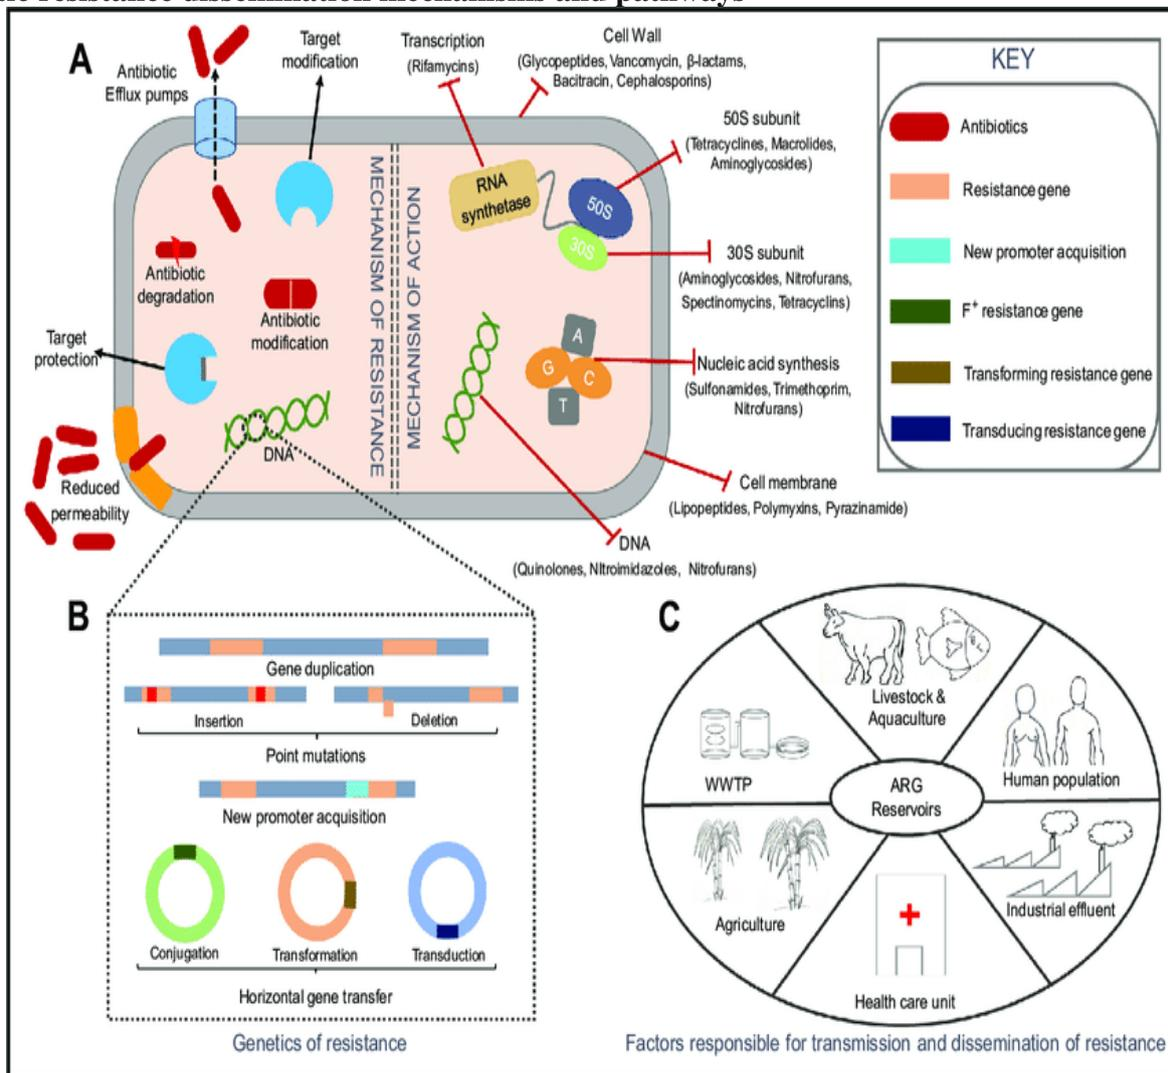 resistance dissemination mechanisms and pathways
A
Antibiotic
Efflux pumps
Target
modification
Transcription
(Rifamycins)
Cell Wall
(Glycopeptides, Vancomycin, β-lactams,
Bacitracin, Cephalosporins)
50S subunit
(Tetracyclines, Macrolides,
Aminoglycosides)
RNA
synthetase
50S
30S
30S subunit
(Aminoglycosides, Nitrofurans,
Spectinomycins, Tetracyclins)
Antibiotic
degradation
Antibiotic
modification
MECHANISM OF RESISTANCE
MECHANISM OF ACTION
Target
protection
A
G
C
T
Nucleic acid synthesis
(Sulfonamides, Trimethoprim,
Nitrofurans)
DNA
Reduced
permeability
Cell membrane
(Lipopeptides, Polymyxins, Pyrazinamide)
DNA
(Quinolones, NItroimidazoles, Nitrofurans)
KEY
Antibiotics
Resistance gene
New promoter acquisition
F+ resistance gene
Transforming resistance gene
Transducing resistance gene
B
Gene duplication
Insertion
Deletion
Point mutations
New promoter acquisition
Conjugation
Transformation
Transduction
Horizontal gene transfer
Genetics of resistance
C
Livestock &
Aquaculture
WWTP
Human population
ARG
Reservoirs
Agriculture
Industrial effluent
Health care unit
Factors responsible for transmission and dissemination of resistance